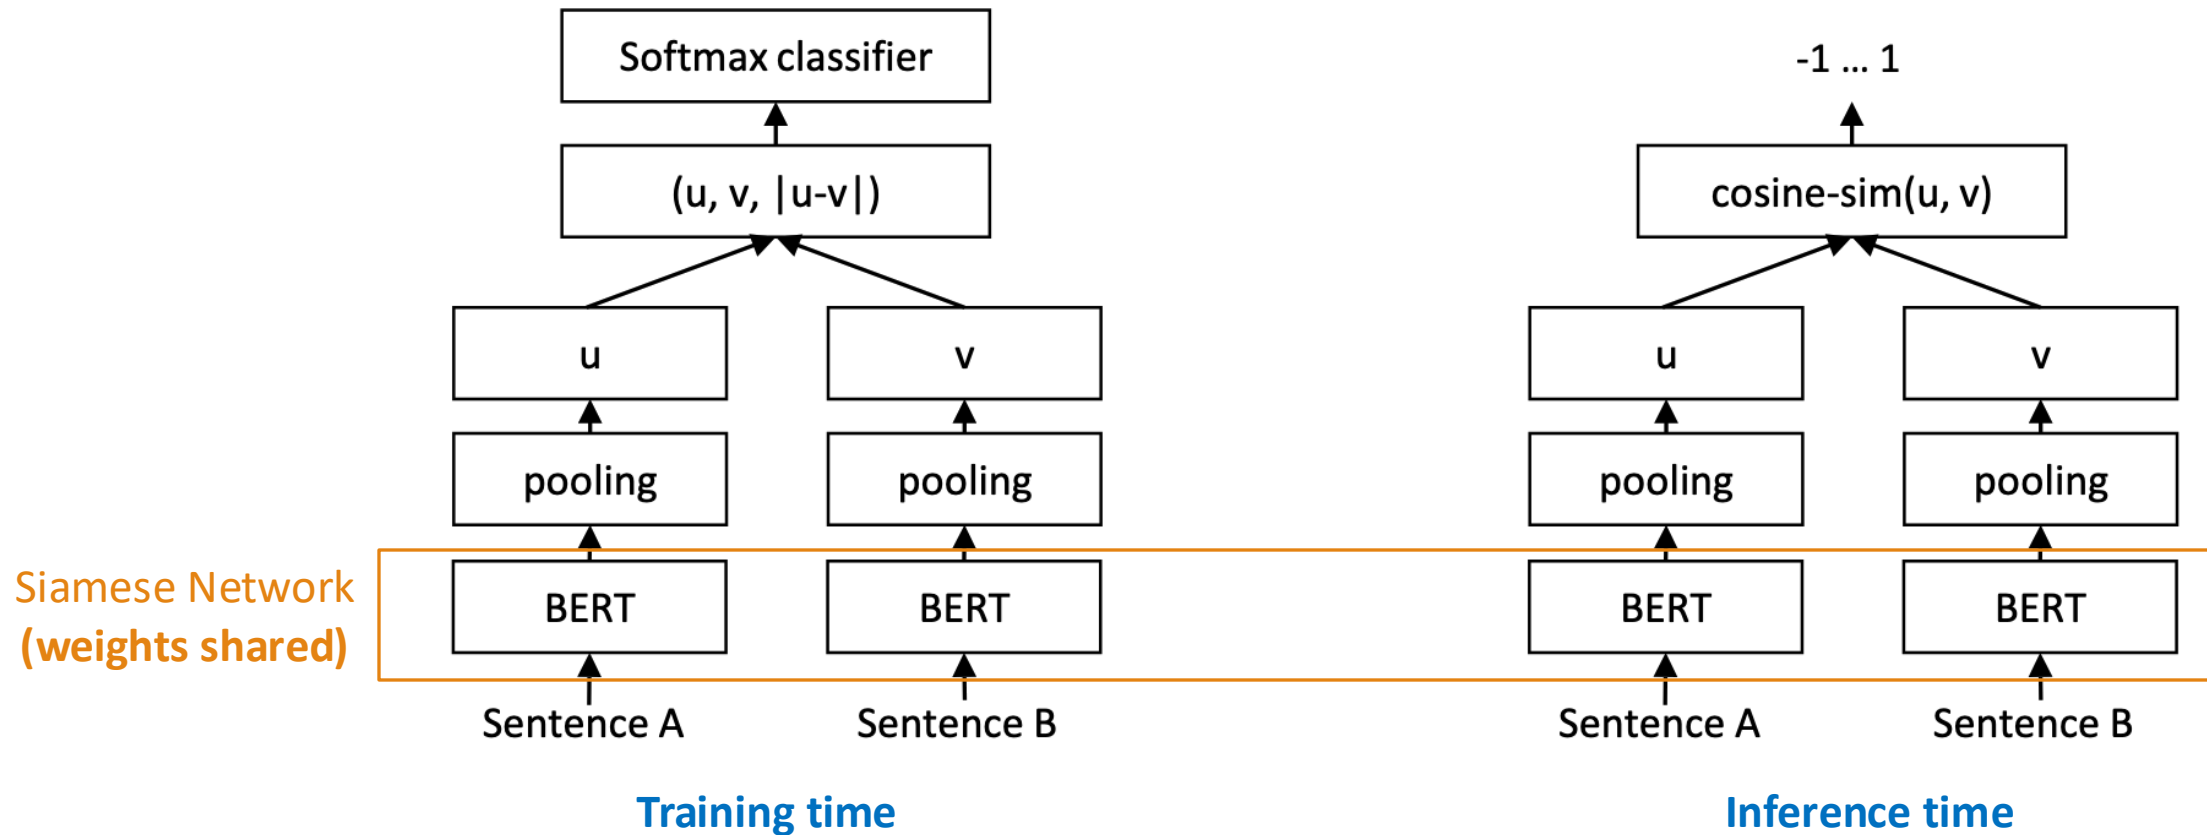 Softmax classifier
(u, v, |u-v|)
u
v
pooling
pooling
BERT
BERT
Sentence A
Sentence B
Training time
Siamese Network
(weights shared)
-1 ... 1
cosine-sim(u, v)
u
v
pooling
pooling
BERT
BERT
Sentence A
Sentence B
Inference time